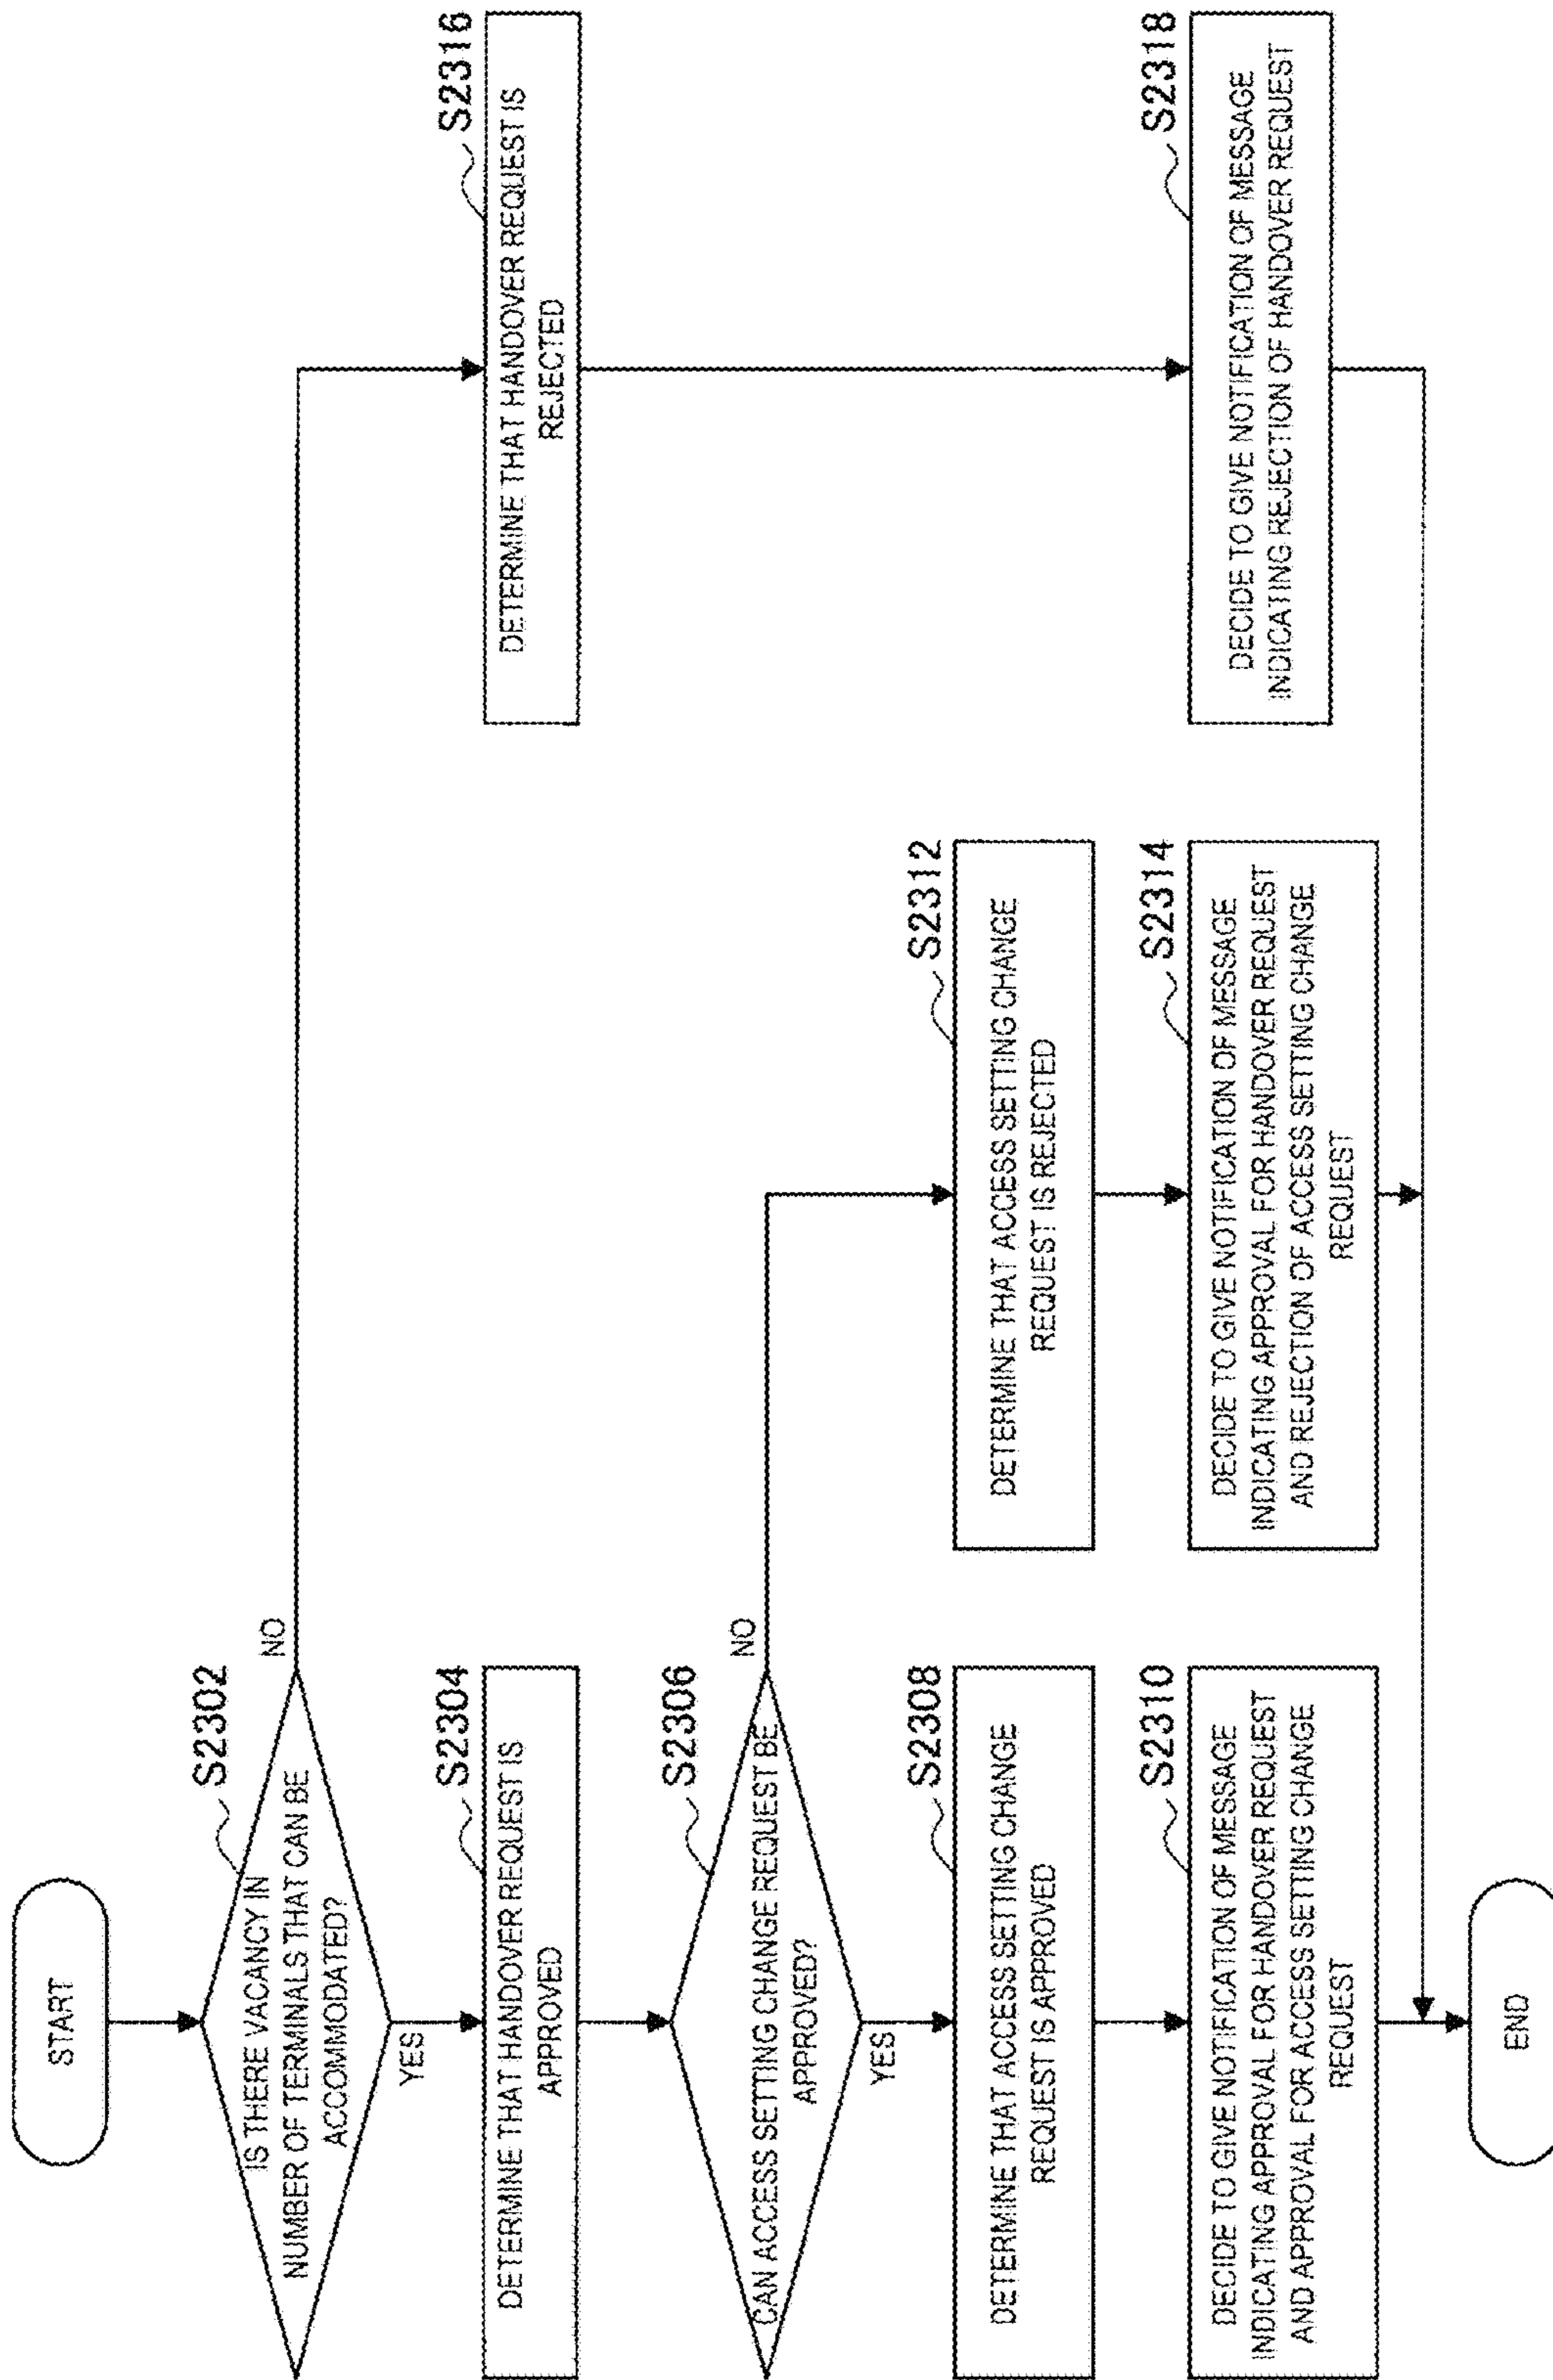 START
S2302
IS THERE VACANCY IN
NUMBER OF TERMINALS THAT CAN BE
ACCOMMODATED?
NO
YES
S2304
DETERMINE THAT HANDOVER REQUEST IS
APPROVED
S2316
DETERMINE THAT HANDOVER REQUEST IS
REJECTED
S2306
CAN ACCESS SETTING CHANGE REQUEST BE
APPROVED?
NO
YES
S2308
DETERMINE THAT ACCESS SETTING CHANGE
REQUEST IS APPROVED
S2312
DETERMINE THAT ACCESS SETTING CHANGE
REQUEST IS REJECTED
S2310
DECIDE TO GIVE NOTIFICATION OF MESSAGE
INDICATING APPROVAL FOR HANDOVER REQUEST
AND APPROVAL FOR ACCESS SETTING CHANGE
REQUEST
S2314
DECIDE TO GIVE NOTIFICATION OF MESSAGE
INDICATING APPROVAL FOR HANDOVER REQUEST
AND REJECTION OF ACCESS SETTING CHANGE
REQUEST
S2318
DECIDE TO GIVE NOTIFICATION OF MESSAGE
INDICATING REJECTION OF HANDOVER REQUEST
END